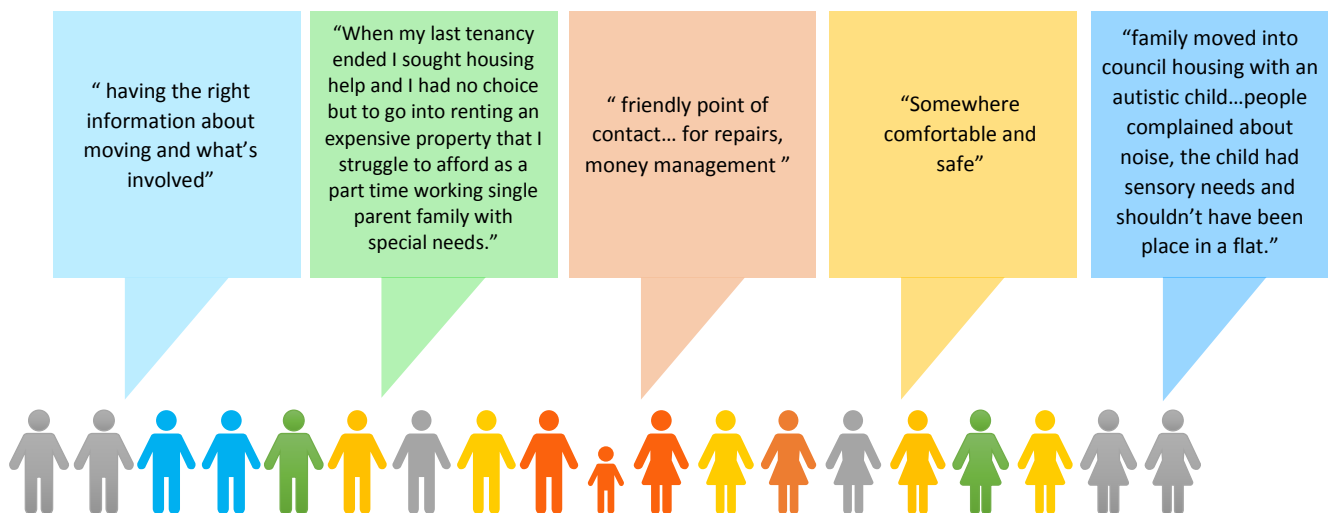 “ having the right
information about
moving and what’s
involved”
“When my last tenancy
ended I sought housing
help and I had no choice
but to go into renting an
expensive property that I
struggle to afford as a
part time working single
parent family with
special needs.”
“ friendly point of
contact… for repairs,
money management ”
“Somewhere
comfortable and
safe”
“family moved into
council housing with an
autistic child…people
complained about
noise, the child had
sensory needs and
shouldn’t have been
place in a flat.”